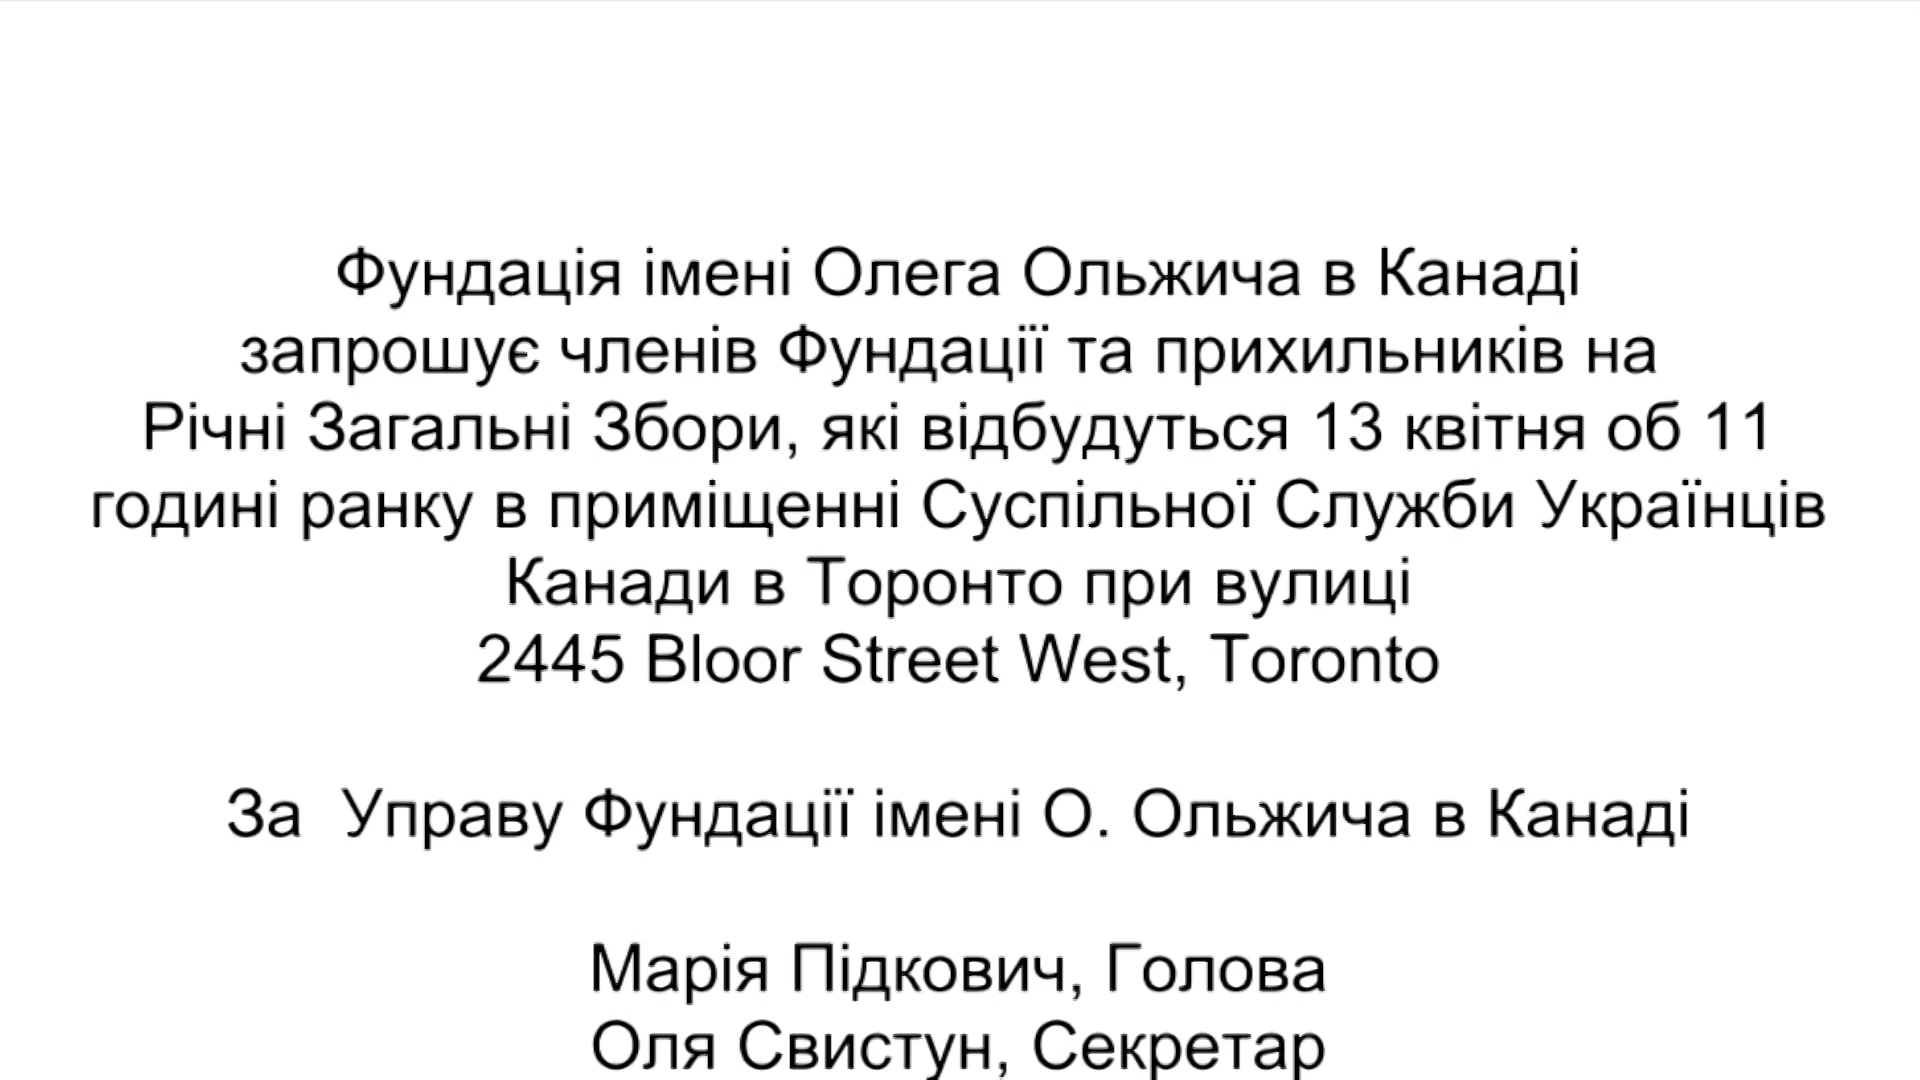 Фундація імені Олега Ольжича в Канаді
запрошує членів Фундації та прихильників на
Річні Загальні Збори, які відбудуться 13 квітня об 11
годині ранку в приміщенні Суспільної Служби Українців
Канади в Торонто при вулиці
2445 Bloor Street West, Toronto
За  Управу Фундації імені О. Ольжича в Канаді
Марія Підкович, Голова
Оля Свистун, Секретар